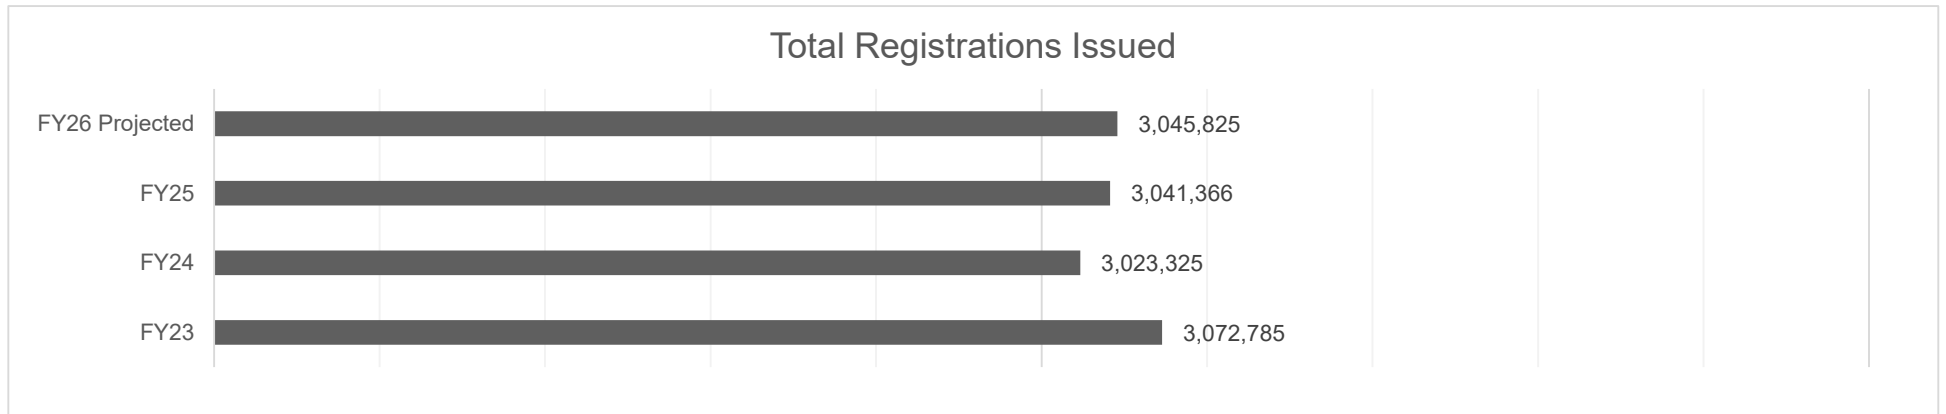 Total Registrations Issued
FY26 Projected 3,045,825
FY25 3,041,366
FY24 3,023,325
FY23 3,072,785